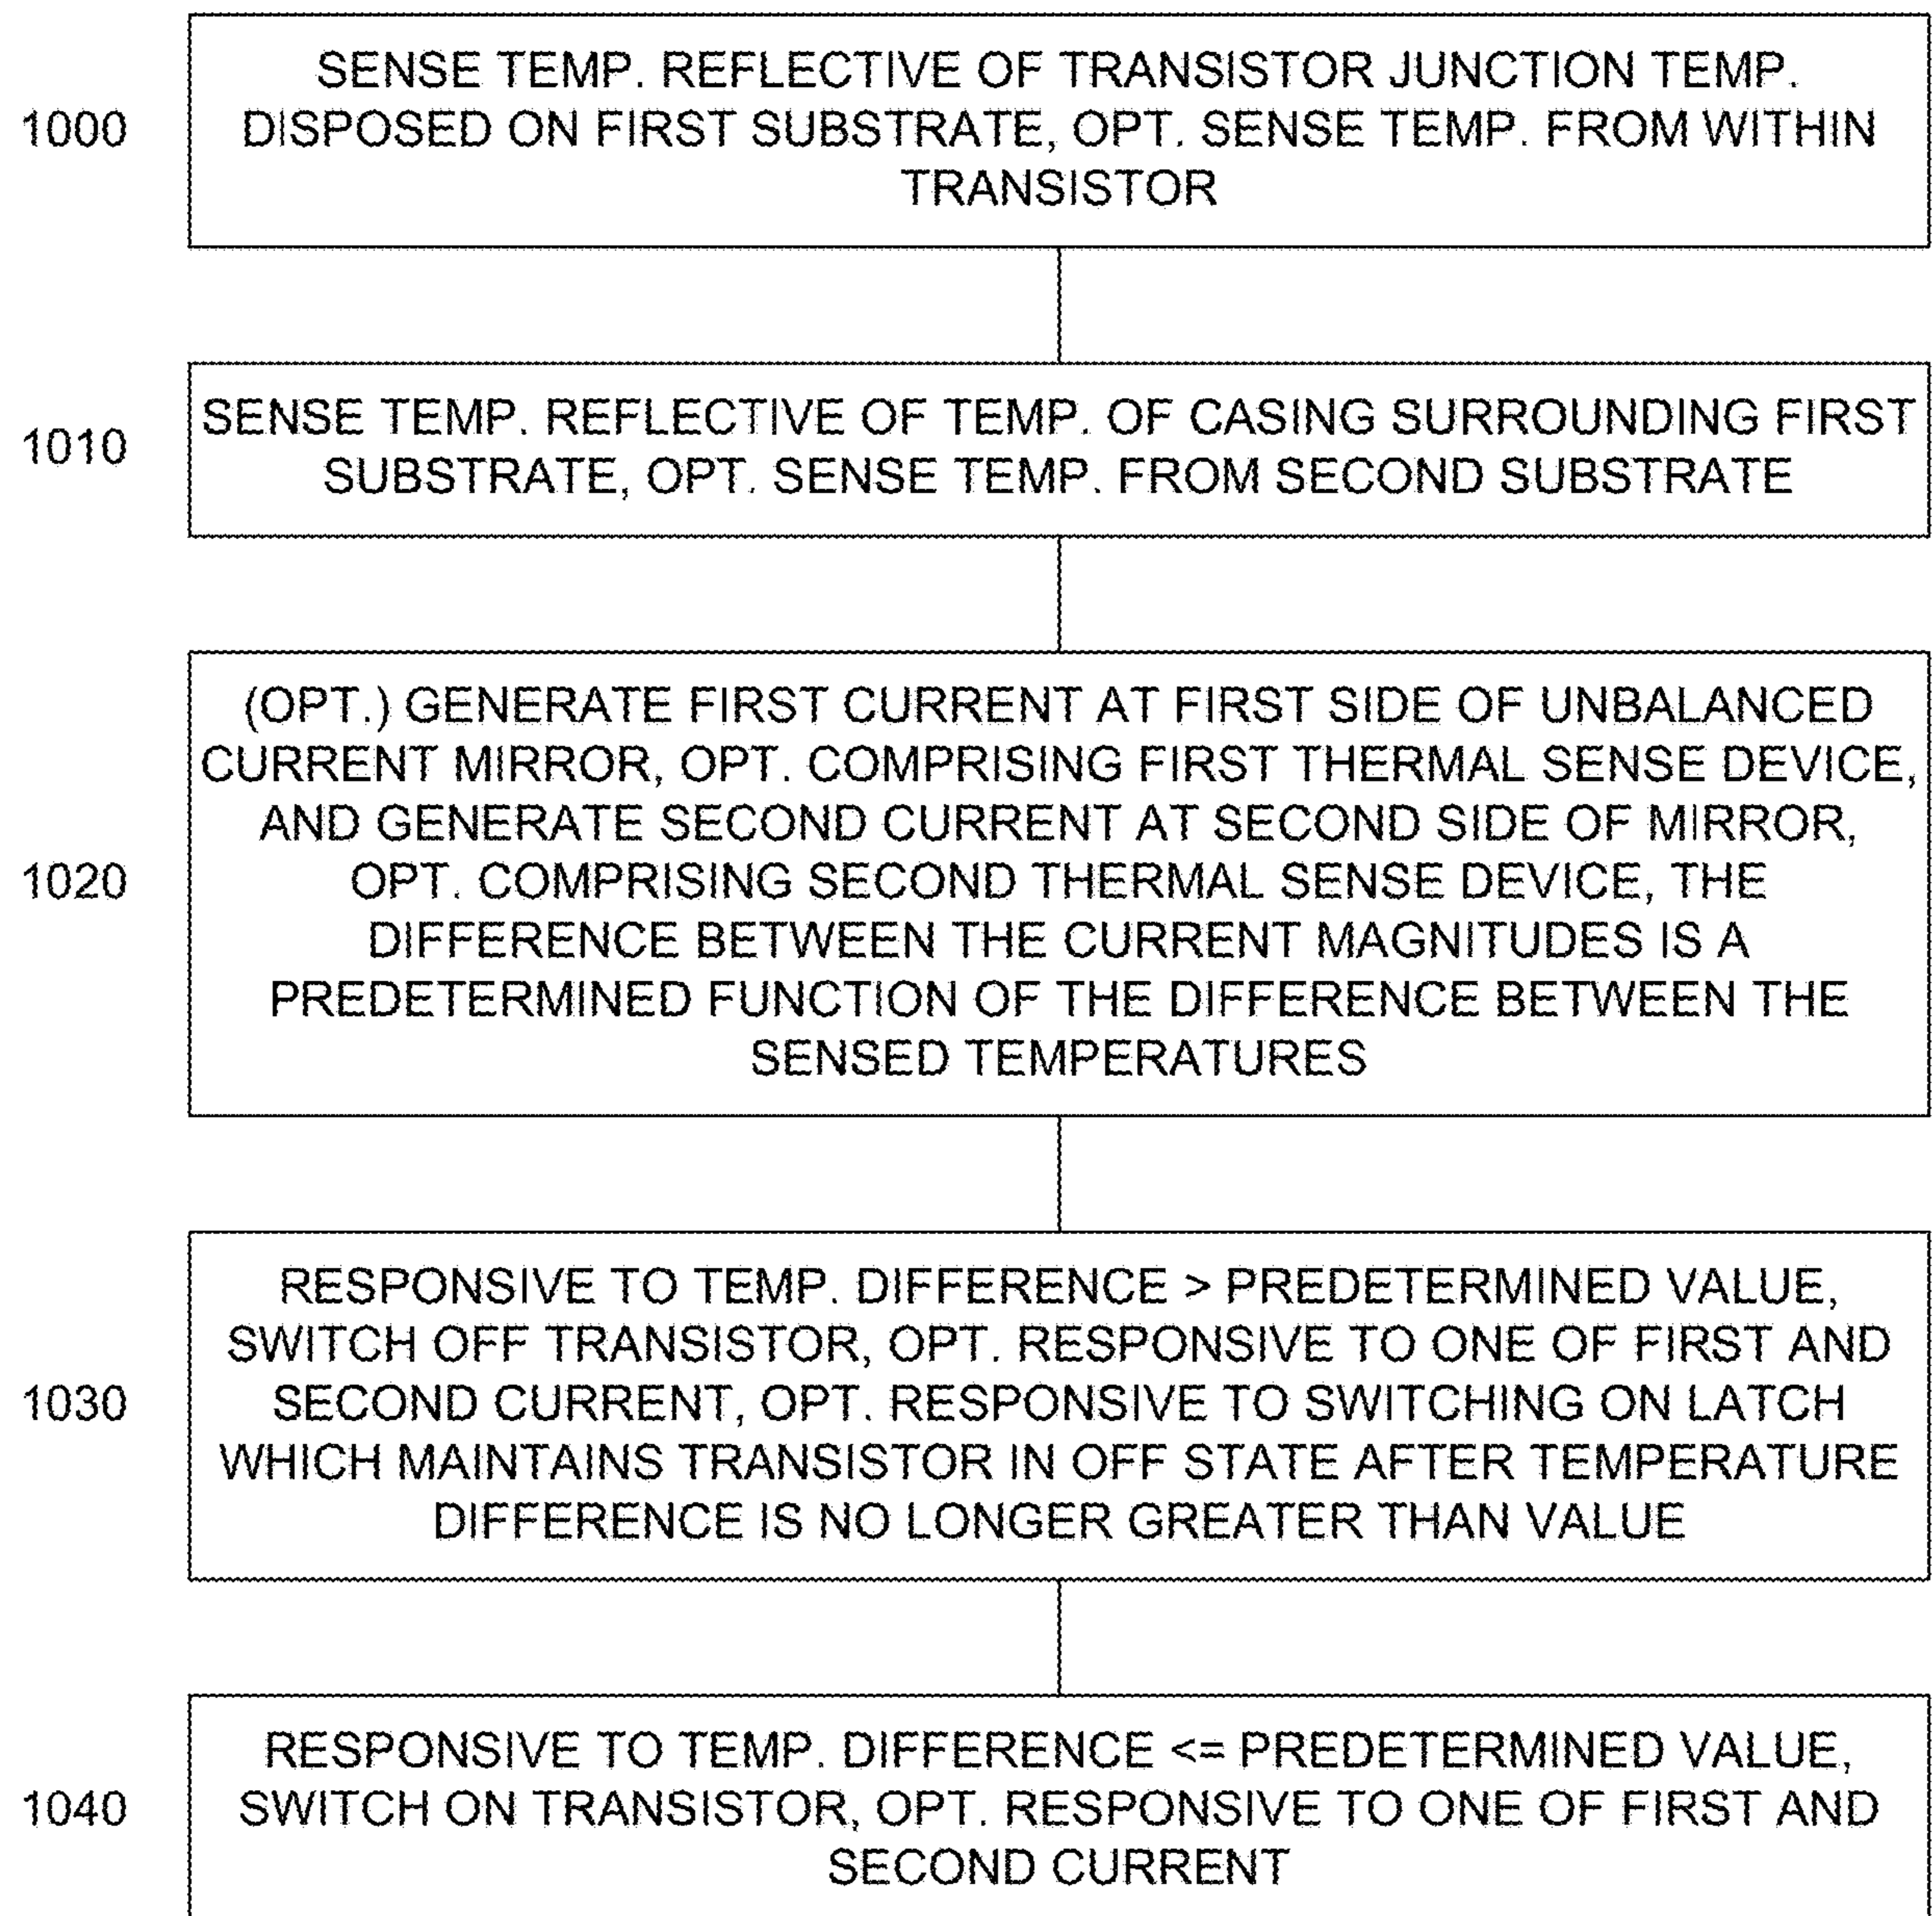 SENSE TEMP. REFLECTIVE OF TRANSISTOR JUNCTION TEMP.
1000 DISPOSED ON FIRST SUBSTRATE, OPT. SENSE TEMP. FROM WITHIN
TRANSISTOR
SENSE TEMP. REFLECTIVE OF TEMP. OF CASING SURROUNDING FIRST
1010
SUBSTRATE, OPT. SENSE TEMP. FROM SECOND SUBSTRATE
(OPT.) GENERATE FIRST CURRENT AT FIRST SIDE OF UNBALANCED
CURRENT MIRROR, OPT. COMPRISING FIRST THERMAL SENSE DEVICE,
AND GENERATE SECOND CURRENT AT SECOND SIDE OF MIRROR,
1020 OPT. COMPRISING SECOND THERMAL SENSE DEVICE, THE
DIFFERENCE BETWEEN THE CURRENT MAGNITUDES IS A
PREDETERMINED FUNCTION OF THE DIFFERENCE BETWEEN THE
SENSED TEMPERATURES
RESPONSIVE TO TEMP. DIFFERENCE > PREDETERMINED VALUE,
SWITCH OFF TRANSISTOR, OPT. RESPONSIVE TO ONE OF FIRST AND
1030 SECOND CURRENT, OPT. RESPONSIVE TO SWITCHING ON LATCH
WHICH MAINTAINS TRANSISTOR IN OFF STATE AFTER TEMPERATURE
DIFFERENCE IS NO LONGER GREATER THAN VALUE
RESPONSIVE TO TEMP. DIFFERENCE <= PREDETERMINED VALUE,
1040 SWITCH ON TRANSISTOR, OPT. RESPONSIVE TO ONE OF FIRST AND
SECOND CURRENT